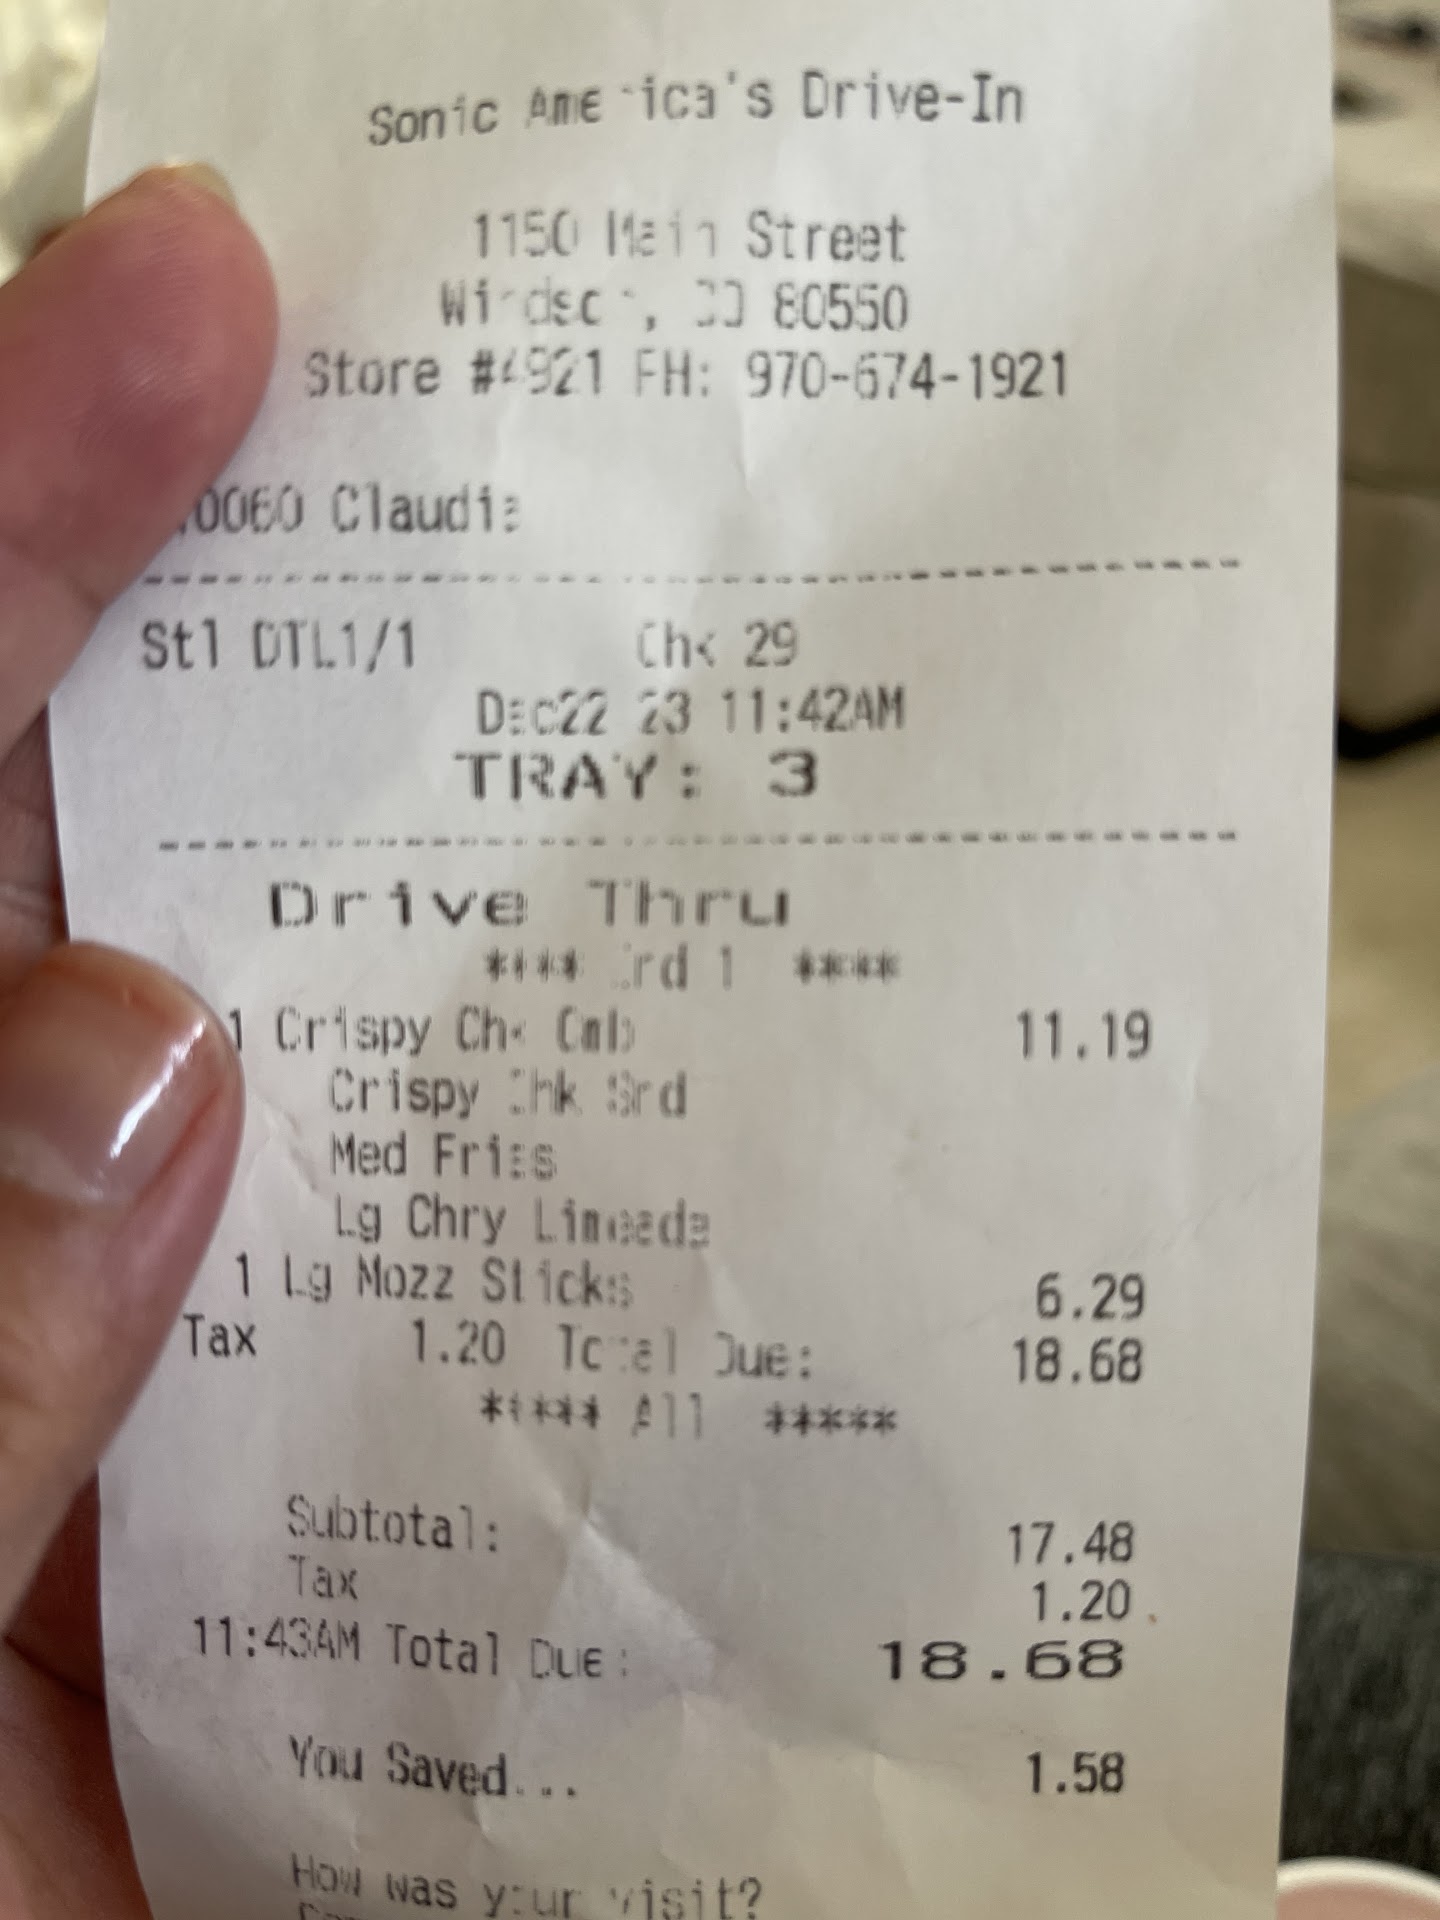 Sonic America's Drive-In
1150 Main Street
Windsor, CO 80550
Store #4921 PH: 970-674-1921
0060 Claudia
Stl DTL1/1 Chk 29
Dec22 23 11:42AM
TRAY: 3
Drive Thru
**** Ord 1 ****
1 Crispy Chk Cmb 11.19
Crispy Chk
Med Fries
Lg Chry Limeade
1 Lg Mozz Sticks 6.29
Tax 1.20 Total Due: 18.68
***** All *****
Subtotal: 17.48
Tax 1.20
11:43AM Total Due: 18.68
You Saved... 1.58
How was your visit?